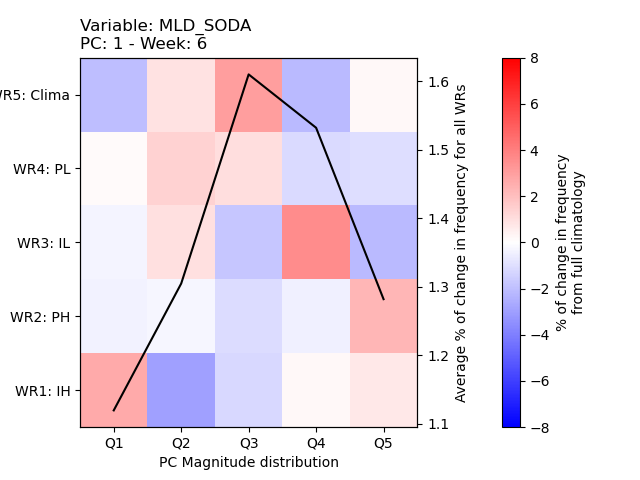 Variable: MLD_SODA
PC: 1 - Week: 6
WR5: Clima
WR4: PL
WR3: IL
WR2: PH
WR1: IH
Q1 Q2 Q3 Q4 Q5
PC Magnitude distribution
1.6
1.5
1.4
1.3
1.2
1.1
Average % of change in frequency for all WRs
8
6
4
2
0
−2
−4
−6
−8
% of change in frequency
from full climatology